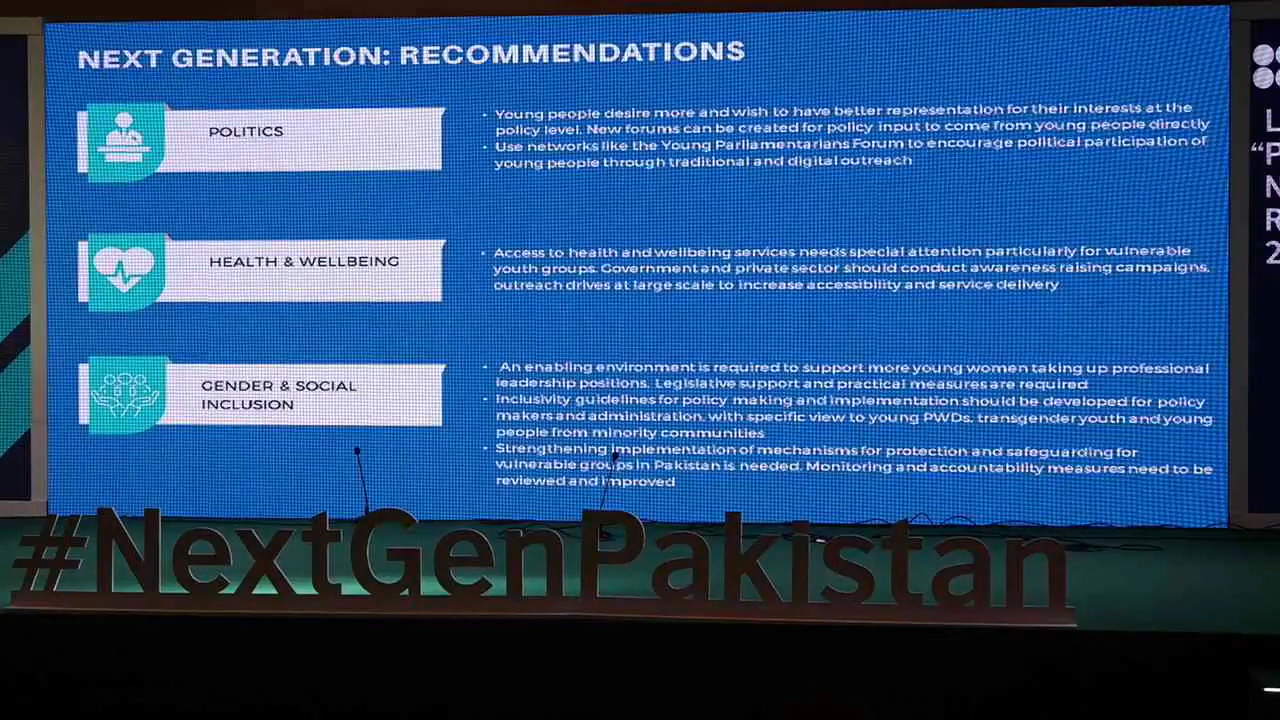 NEXT GENERATION: RECOMMENDATIONS
POLITICS
• Young people desire more and wish to have better representation for their interests at the
policy level. New forums can be created for policy input to come from young people directly
• Use networks like the Young Parliamentarians Forum to encourage political participation of
young people through traditional and digital outreach
HEALTH & WELLBEING
• Access to health and wellbeing services needs special attention particularly for vulnerable
youth groups. Government and private sector should conduct awareness raising campaigns,
outreach drives at large scale to increase accessibility and service delivery
GENDER & SOCIAL
INCLUSION
• An enabling environment is required to support more young women taking up professional
leadership positions. Legislative support and practical measures are required
• Inclusivity guidelines for policy making and implementation should be developed for policy
makers and administration, with specific view to young PWDs, transgender youth and young
people from minority communities
• Strengthening implementation of mechanisms for protection and safeguarding for
vulnerable groups in Pakistan is needed. Monitoring and accountability measures need to be
reviewed and improved
#NextGenPakistan
L
“P
N
R
2